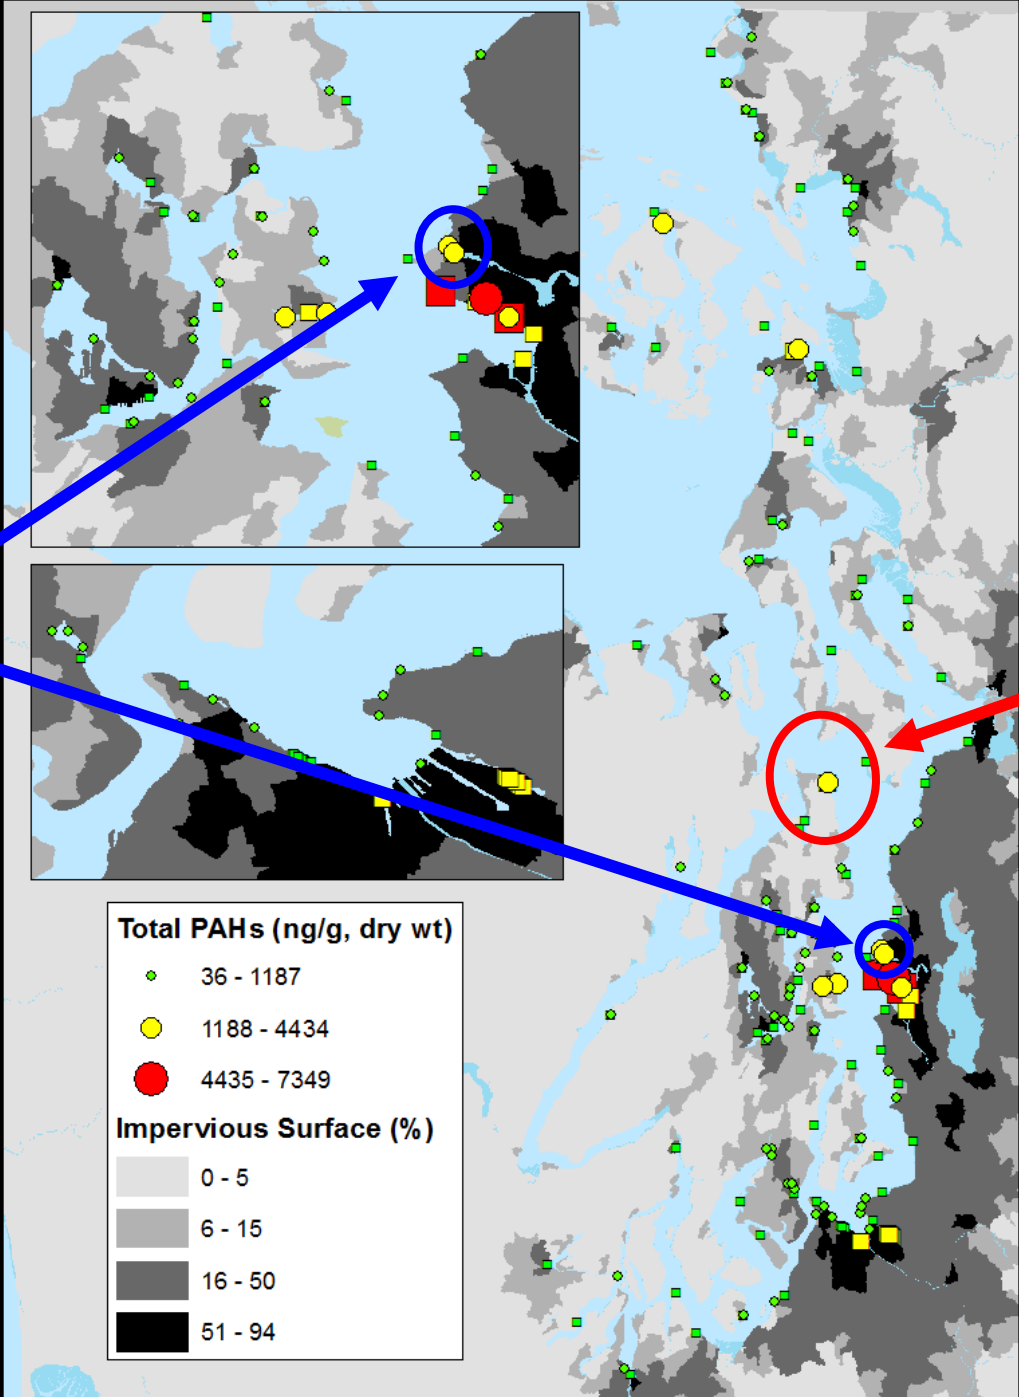 Total PAHs (ng/g, dry wt)
36 - 1187
1188 - 4434
4435 - 7349
Impervious Surface (%)
0 - 5
6 - 15
16 - 50
51 - 94